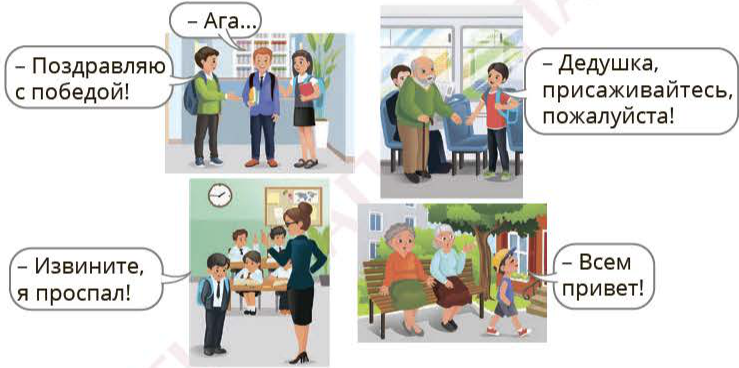 – Ага...
– Поздравляю
с победой!
– Дедушка,
присаживайтесь,
пожалуйста!
– Извините,
я проспал!
– Всем
привет!